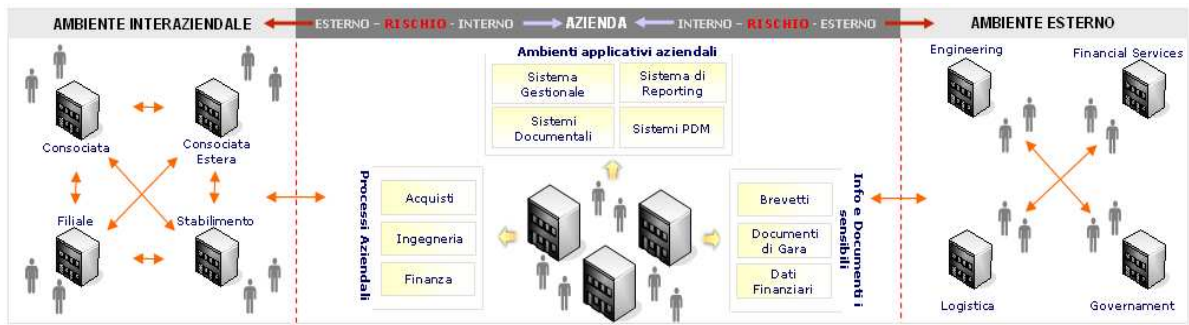 AMBIENTE INTERAZIENDALE
ESTERNO – RISCHIO - INTERNO
AZIENDA
INTERNO – RISCHIO - ESTERNO
AMBIENTE ESTERNO
Consociata
Consociata
Estera
Filiale
Stabilimento
Ambienti applicativi aziendali
Sistema
Gestionale
Sistema di
Reporting
Sistemi
Documentali
Sistemi PDM
Processi Aziendali
Acquisti
Ingegneria
Finanza
Brevetti
Documenti
di Gara
Dati
Finanziari
Info e Documenti i
sensibili
Engineering
Financial Services
Logistica
Governament